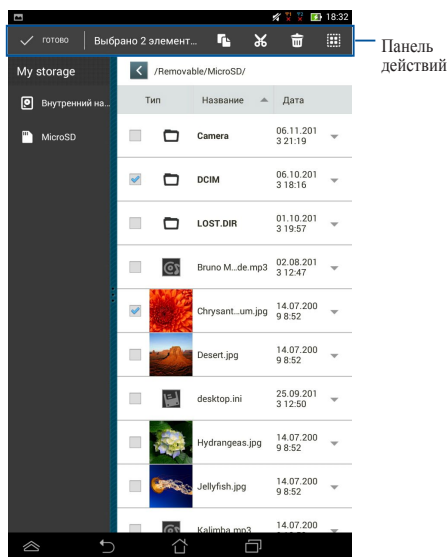 18:32
ГОТОВО Выбрано 2 элемент...
Панель
действий
My storage
/Removable/MicroSD/
Внутренний на...
MicroSD
Тип Название Дата
Camera 06.11.201
3 21:19
DCIM 06.10.201
3 18:16
LOST.DIR 01.10.201
3 19:57
Bruno M...de.mp3 02.08.201
3 12:47
Chrysant...um.jpg 14.07.200
9 8:52
Desert.jpg 14.07.200
9 8:52
desktop.ini 25.09.201
3 12:50
Hydrangeas.jpg 14.07.200
9 8:52
Jellyfish.jpg 14.07.200
9 8:52
Kalimba.mp3 14.07.200